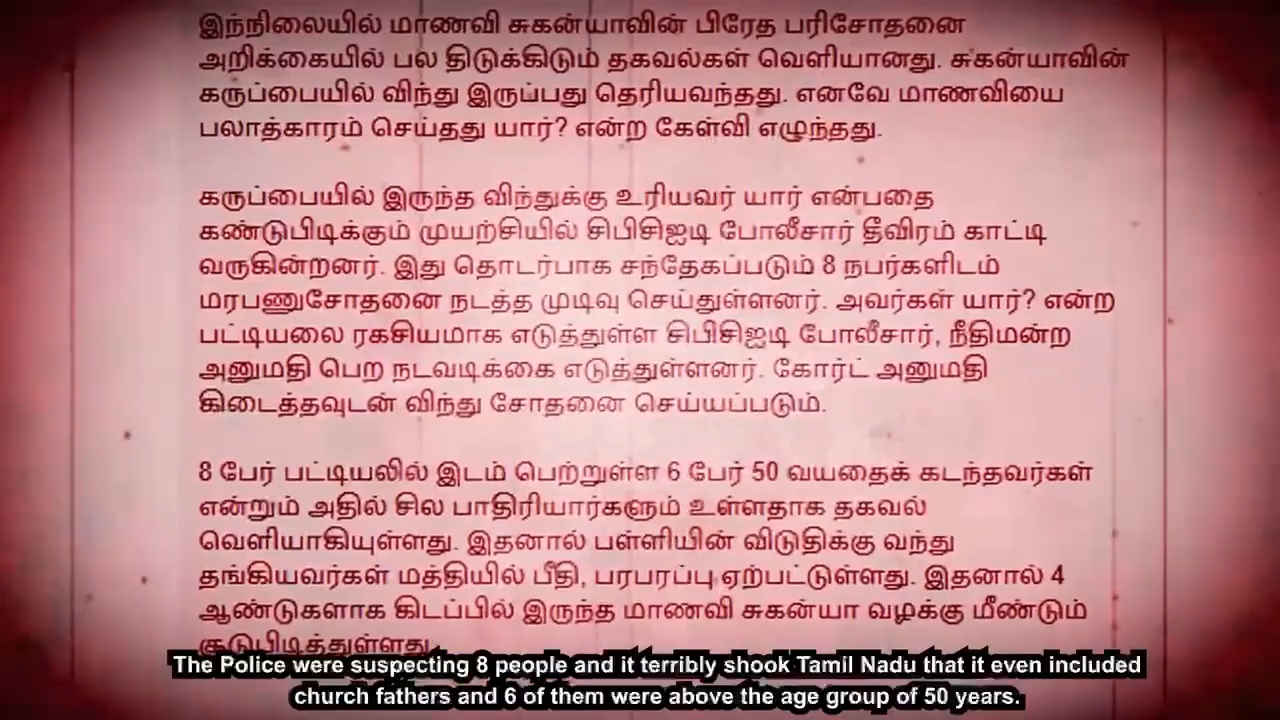 இந்நிலையில் மாணவி சுகன்யாவின் பிரேத பரிசோதனை
அறிக்கையில் பல திடுக்கிடும் தகவல்கள் வெளியானது. சுகன்யாவின்
கருப்பையில் விந்து இருப்பது தெரியவந்தது. எனவே மாணவியை
பலாத்காரம் செய்தது யார்? என்ற கேள்வி எழுந்தது.
கருப்பையில் இருந்த விந்துக்கு உரியவர் யார் என்பதை
கண்டுபிடிக்கும் முயற்சியில் சிபிசிஐடி போலீசார் தீவிரம் காட்டி
வருகின்றனர். இது தொடர்பாக சந்தேகப்படும் 8 நபர்களிடம்
மரபணுசோதனை நடத்த முடிவு செய்துள்ளனர். அவர்கள் யார்? என்ற
பட்டியலை ரகசியமாக எடுத்துள்ள சிபிசிஐடி போலீசார், நீதிமன்ற
அனுமதி பெற நடவடிக்கை எடுத்துள்ளனர். கோர்ட் அனுமதி
கிடைத்தவுடன் விந்து சோதனை செய்யப்படும்.
8 பேர் பட்டியலில் இடம் பெற்றுள்ள 6 பேர் 50 வயதைக் கடந்தவர்கள்
என்றும் அதில் சில பாதிரியார்களும் உள்ளதாக தகவல்
வெளியாகியுள்ளது. இதனால் பள்ளியின் விடுதிக்கு வந்து
தங்கியவர்கள் மத்தியில் பீதி, பரபரப்பு ஏற்பட்டுள்ளது. இதனால் 4
ஆண்டுகளாக கிடப்பில் இருந்த மாணவி சுகன்யா வழக்கு மீண்டும்
சூடுபிடித்துள்ளது.
The Police were suspecting 8 people and it terribly shook Tamil Nadu that it even included
church fathers and 6 of them were above the age group of 50 years.